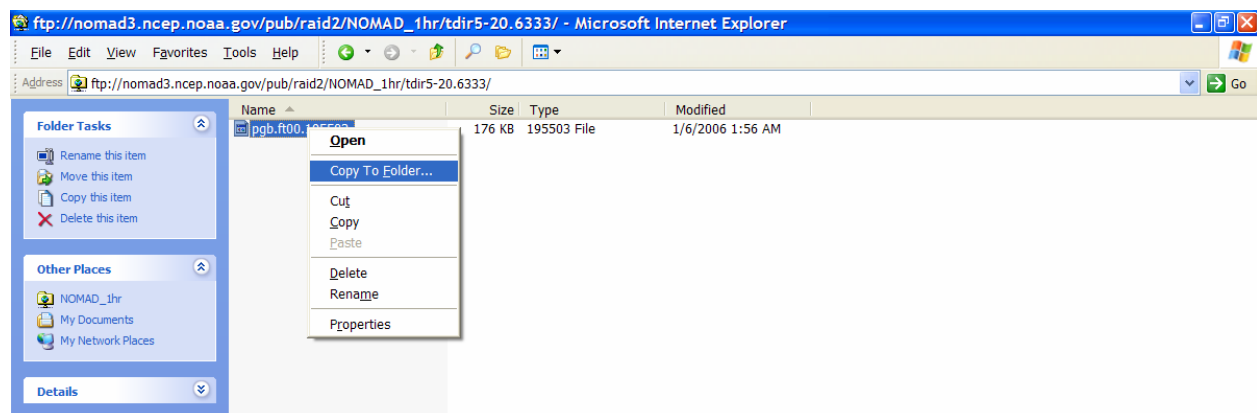 ftp://nomad3.ncep.noaa.gov/pub/raid2/NOMAD_1hr/tdir5-20.6333/ - Microsoft Internet Explorer
File Edit View Favorites Tools Help
Address ftp://nomad3.ncep.noaa.gov/pub/raid2/NOMAD_1hr/tdir5-20.6333/ Go
Name Size Type Modified
pgb.ft00.195503 176 KB 195503 File 1/6/2006 1:56 AM
Folder Tasks
Rename this item
Move this item
Copy this item
Delete this item
Other Places
NOMAD_1hr
My Documents
My Network Places
Details
Open
Copy To Folder...
Cut
Copy
Paste
Delete
Rename
Properties